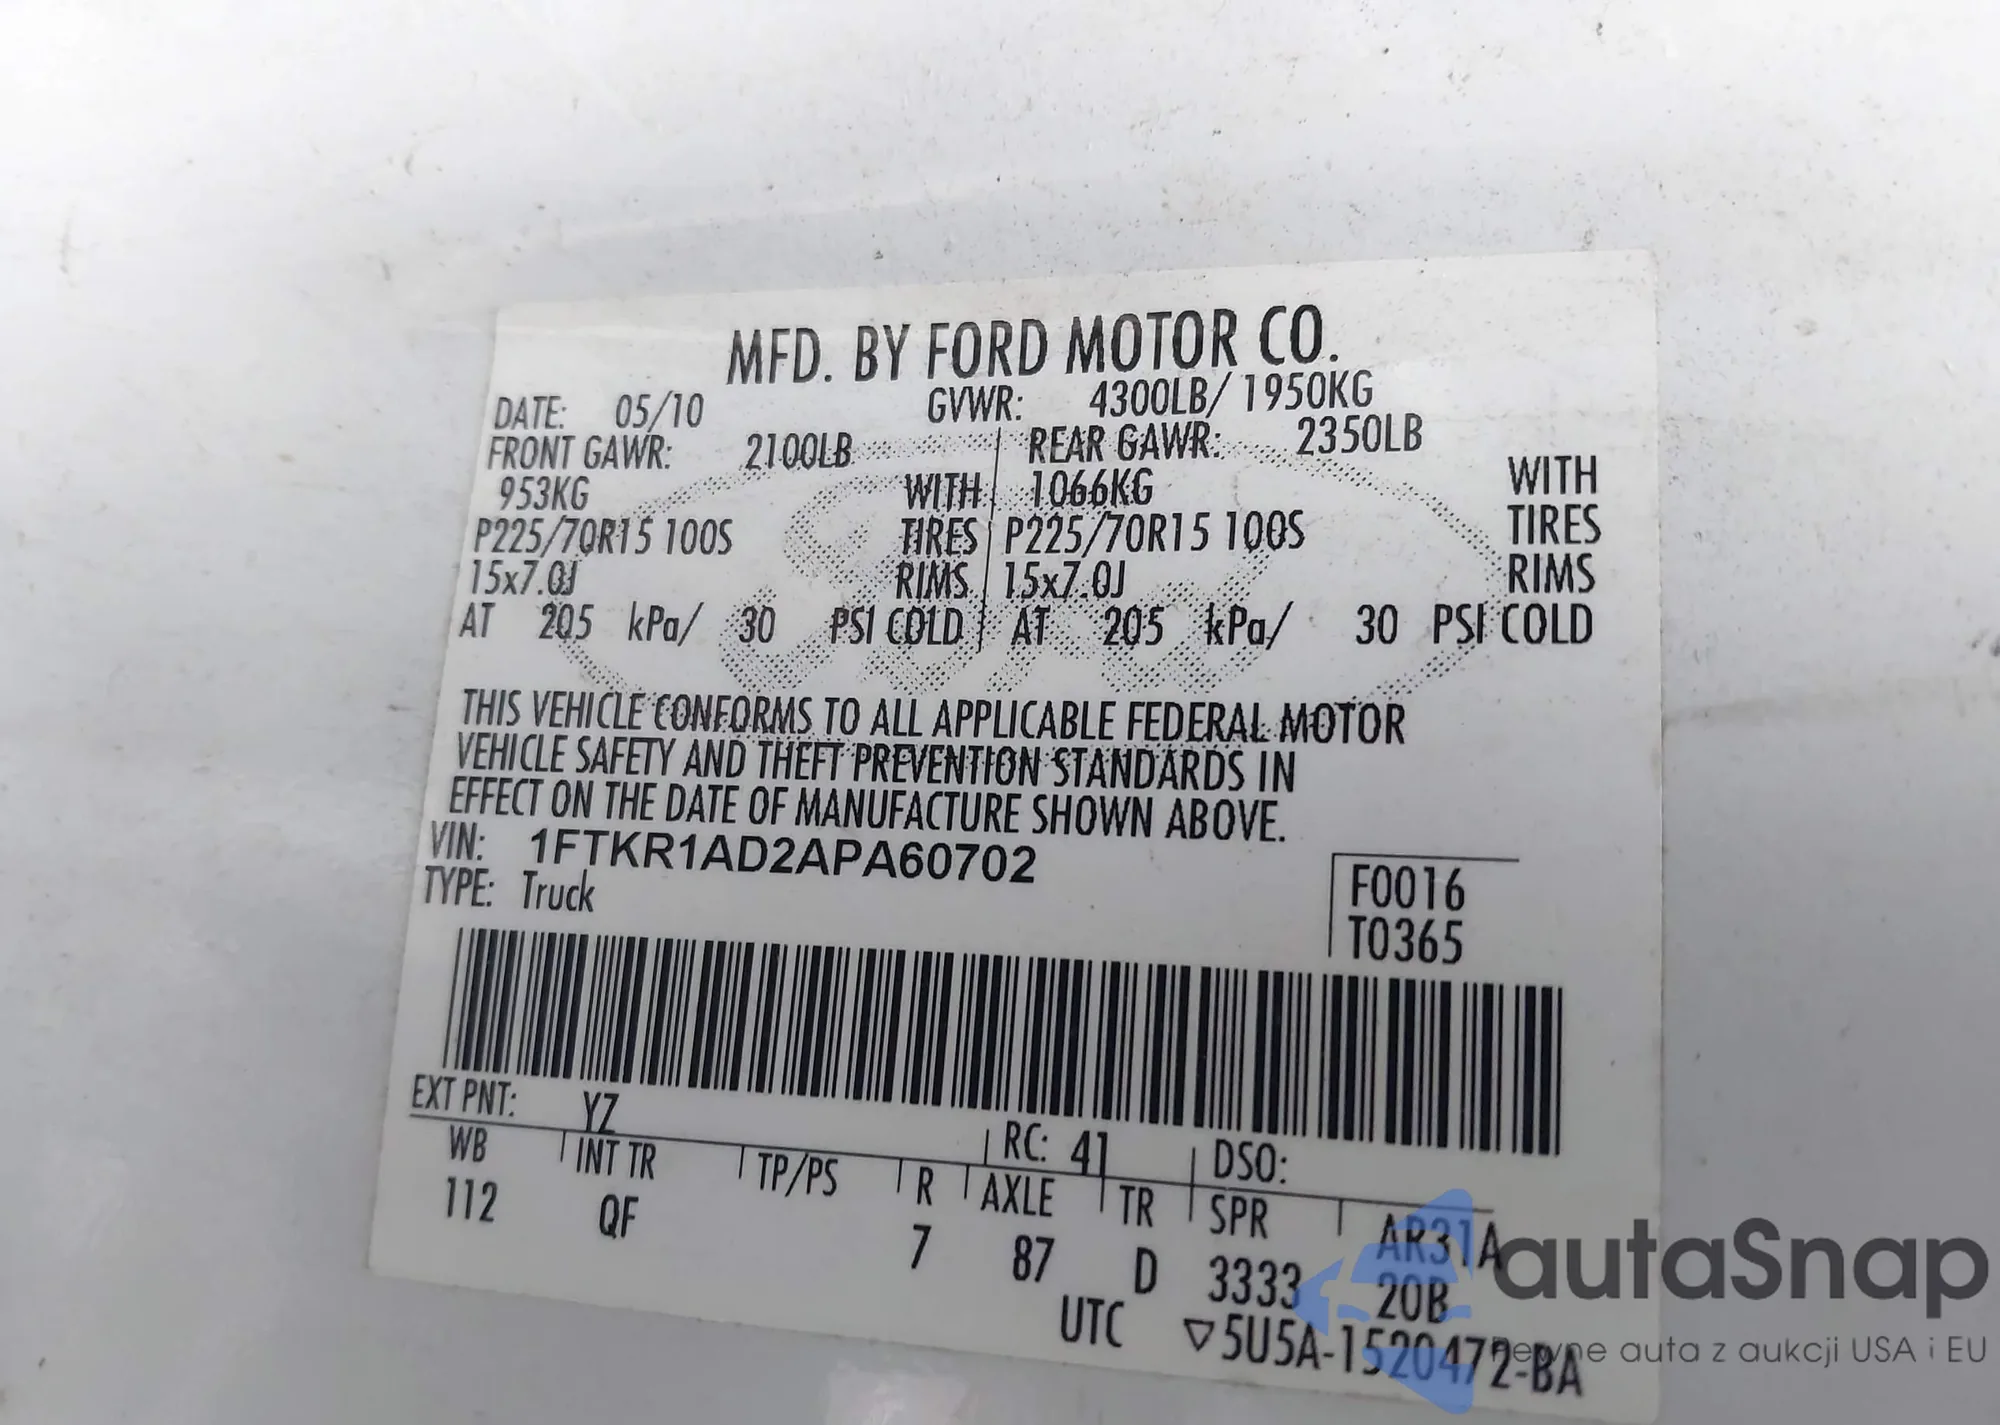 MFD. BY FORD MOTOR CO.
DATE: 05/10 GVWR: 4300LB/ 1950KG
FRONT GAWR: 2100LB REAR GAWR: 2350LB
953KG WITH 1066KG WITH
P225/70R15 100S TIRES P225/70R15 100S TIRES
15x7.0J RIMS 15x7.0J RIMS
AT 205 kPa/ 30 PSI COLD AT 205 kPa/ 30 PSI COLD
THIS VEHICLE CONFORMS TO ALL APPLICABLE FEDERAL MOTOR
VEHICLE SAFETY AND THEFT PREVENTION STANDARDS IN
EFFECT ON THE DATE OF MANUFACTURE SHOWN ABOVE.
VIN: 1FTKR1AD2APA60702
TYPE: Truck
F0016
T0365
EXT PNT: YZ RC: 41 DSO:
WB INT TR TP/PS R AXLE TR SPR AR31A
112 QF 7 87 D 3333 20B
UTC ▽5U5A-1520472-BA
autaSnap
Pewne auta z aukcji USA i EU